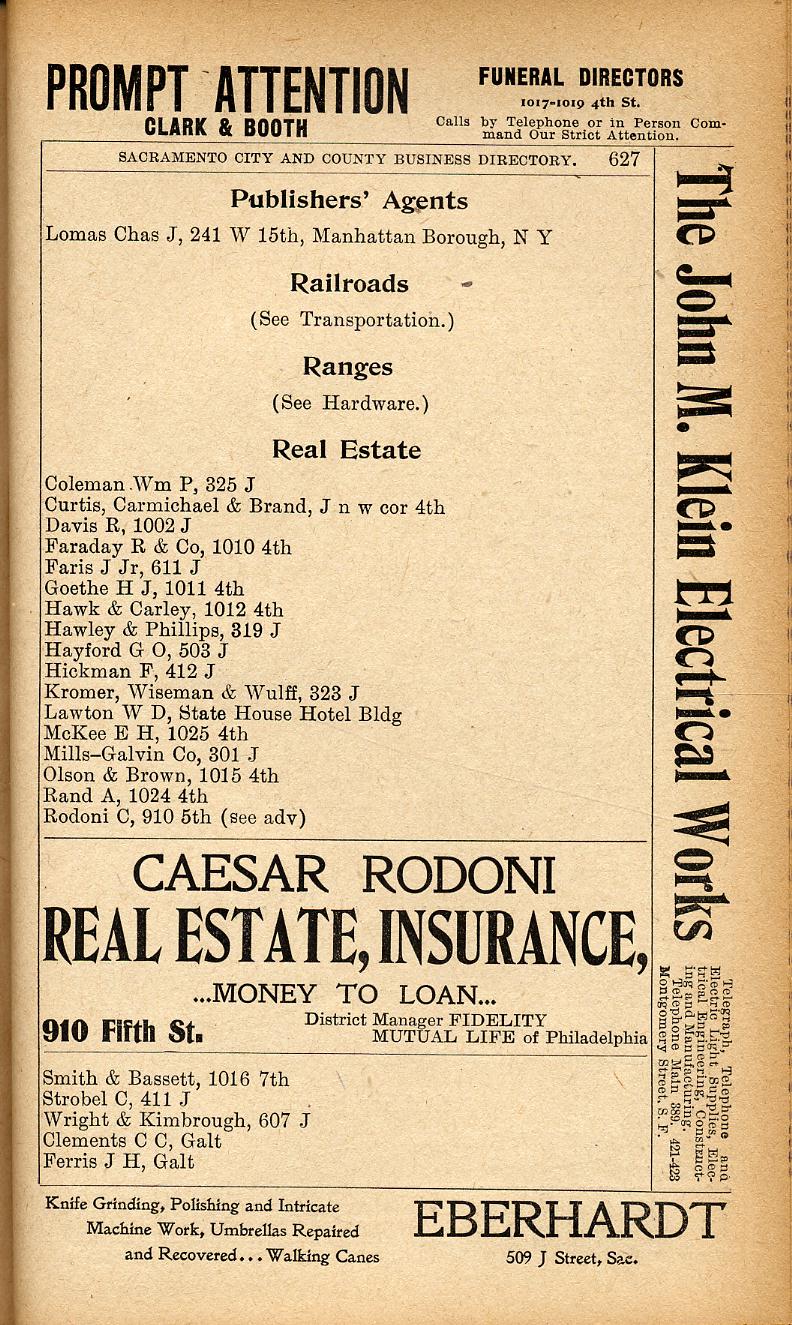 PROMPT ATTENTION
CLARK & BOOTH
FUNERAL DIRECTORS
1017-1019 4th St.
Calls by Telephone or in Person Com-
mand Our Strict Attention.
SACRAMENTO CITY AND COUNTY BUSINESS DIRECTORY. 627
Publishers' Agents
Lomas Chas J, 241 W 15th, Manhattan Borough, N Y
Railroads
(See Transportation.)
Ranges
(See Hardware.)
Real Estate
Coleman Wm P, 325 J
Curtis, Carmichael & Brand, J n w cor 4th
Davis R, 1002 J
Faraday R & Co, 1010 4th
Faris J Jr, 611 J
Goethe H J, 1011 4th
Hawk & Carley, 1012 4th
Hawley & Phillips, 319 J
Hayford G O, 503 J
Hickman F, 412 J
Kromer, Wiseman & Wulff, 323 J
Lawton W D, State House Hotel Bldg
McKee E H, 1025 4th
Mills–Galvin Co, 301 J
Olson & Brown, 1015 4th
Rand A, 1024 4th
Rodoni C, 910 5th (see adv)
CAESAR RODONI
REAL ESTATE, INSURANCE,
...MONEY TO LOAN...
910 Fifth St.
District Manager FIDELITY
MUTUAL LIFE of Philadelphia
Smith & Bassett, 1016 7th
Strobel C, 411 J
Wright & Kimbrough, 607 J
Clements C C, Galt
Ferris J H, Galt
The John M. Klein Electrical Works
Telegraph, Telephone and
Electric Light Supplies, Elec-
trical Engineering, Construct-
ing and Manufacturing.
Telephone Main 389. 421-423
Montgomery Street, S. F.
Knife Grinding, Polishing and Intricate
Machine Work, Umbrellas Repaired
and Recovered... Walking Canes
EBERHARDT
509 J Street, Sac.